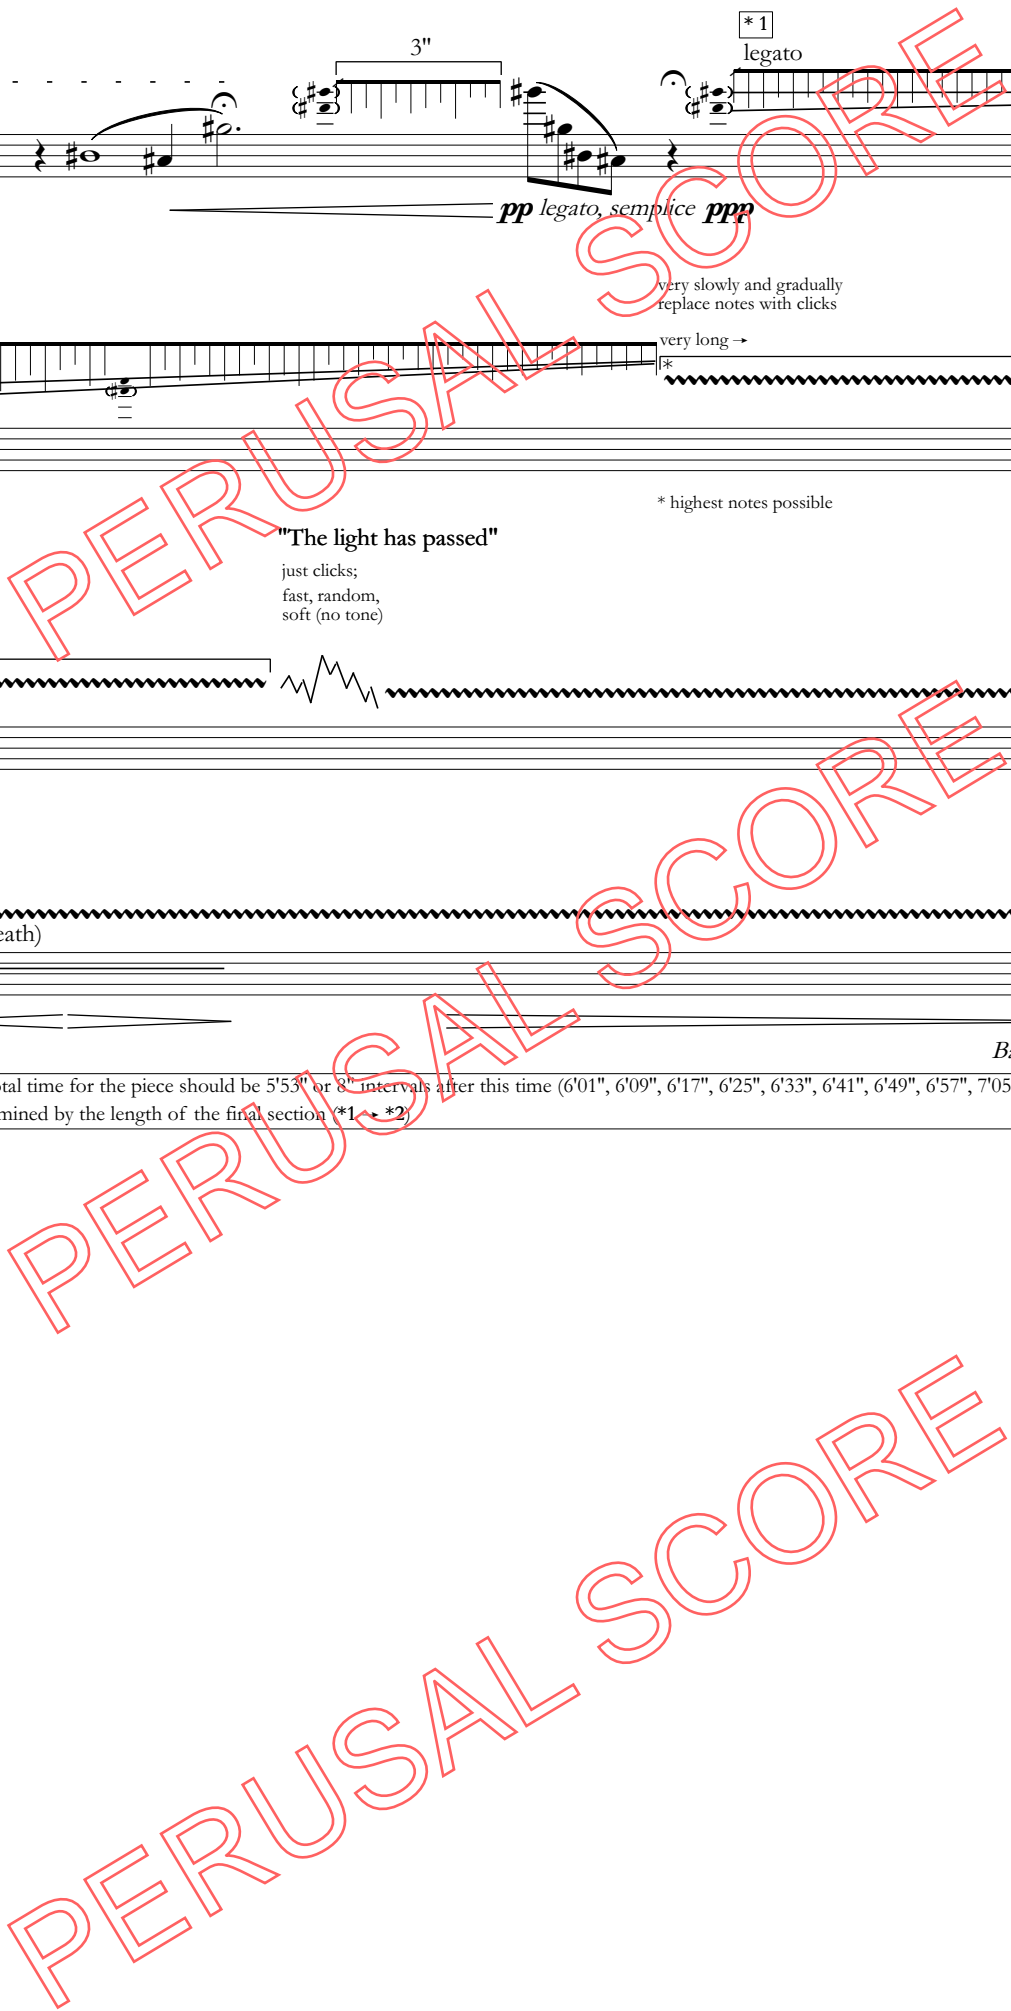 * 1
3"
legato
pp legato, semplice ppp
very slowly and gradually
replace notes with clicks
very long →
*
* highest notes possible
"The light has passed"
just clicks;
fast, random,
soft (no tone)
eath)
Ba
otal time for the piece should be 5'53" or 8" intervals after this time (6'01", 6'09", 6'17", 6'25", 6'33", 6'41", 6'49", 6'57", 7'05
mined by the length of the final section (*1 → *2)
PERUSAL SCORE
PERUSAL SCORE
PERUSAL SCORE